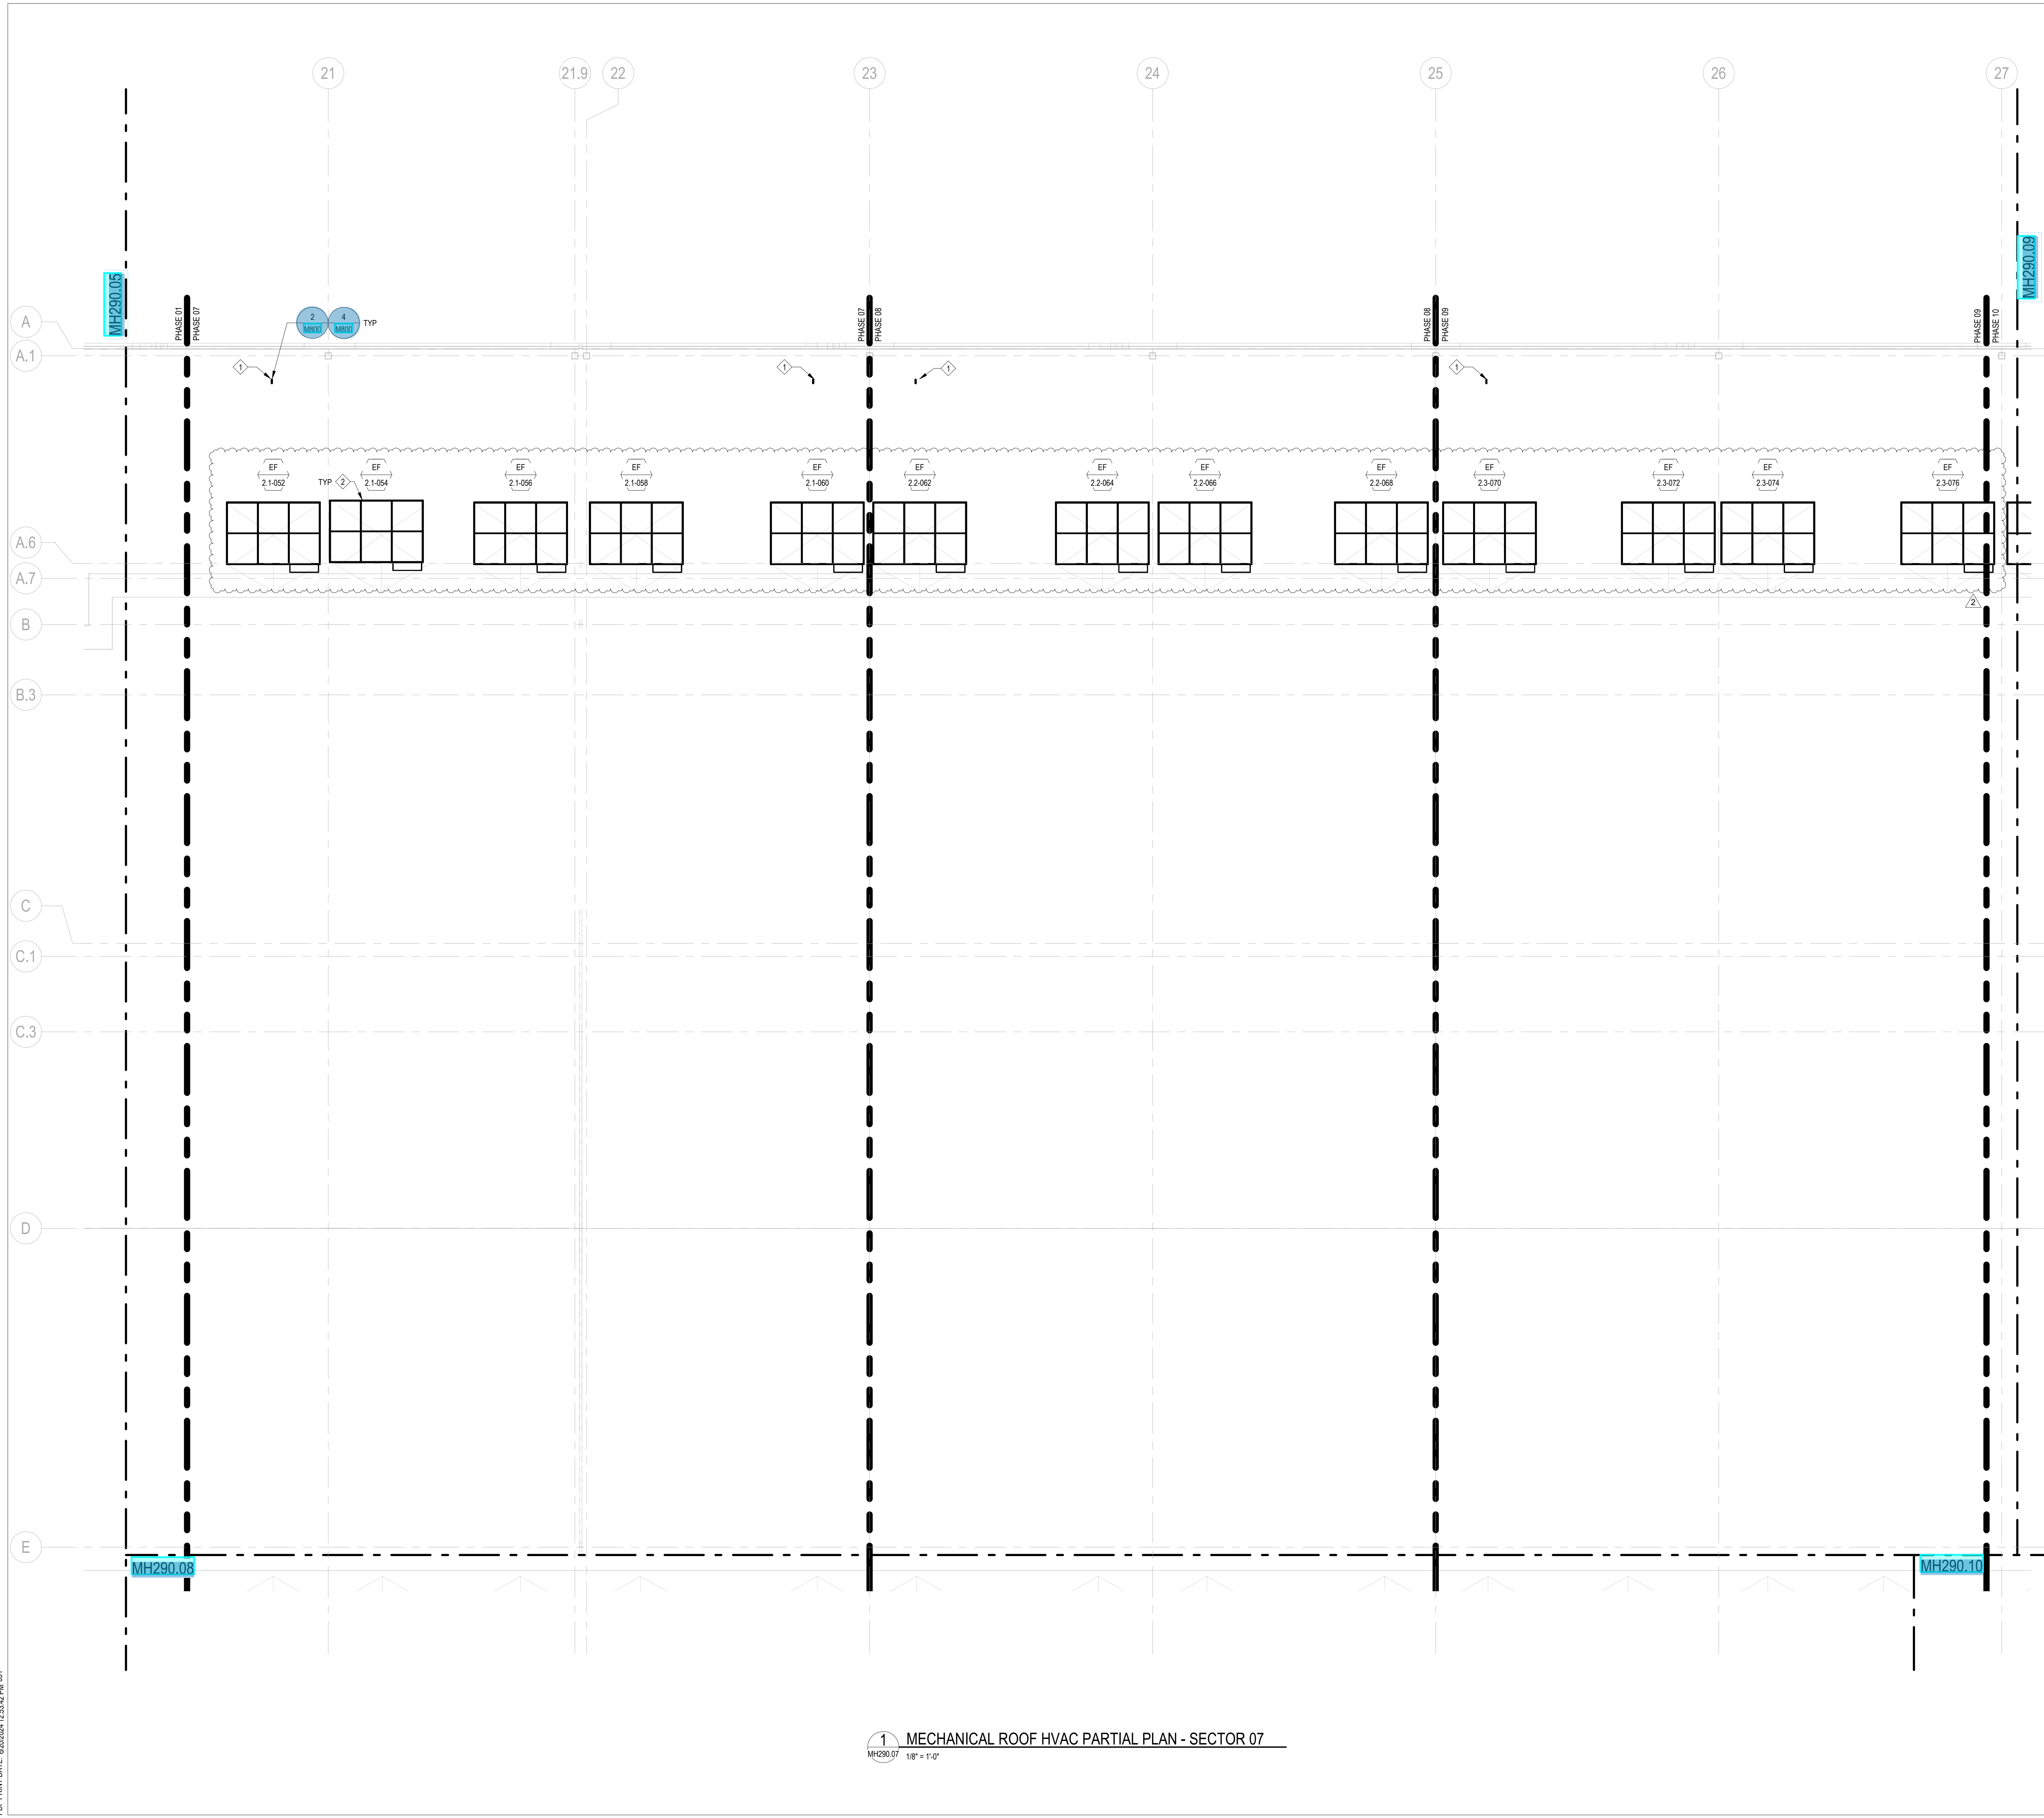 21
21.9
22
23
24
25
26
27
MH290.05
MH290.09
A
A.1
A.6
A.7
B
B.3
C
C.1
C.3
D
E
PHASE 01
PHASE 07
2
M800
4
M800
TYP
PHASE 07
PHASE 08
PHASE 08
PHASE 09
PHASE 09
PHASE 10
1
1
1
1
EF
2.1-052
TYP
2
EF
2.1-054
EF
2.1-056
EF
2.1-058
EF
2.1-060
EF
2.2-062
EF
2.2-064
EF
2.2-066
EF
2.2-068
EF
2.3-070
EF
2.3-072
EF
2.3-074
EF
2.3-076
2
MH290.08
MH290.10
1
MH290.07
MECHANICAL ROOF HVAC PARTIAL PLAN - SECTOR 07
1/8" = 1'-0"